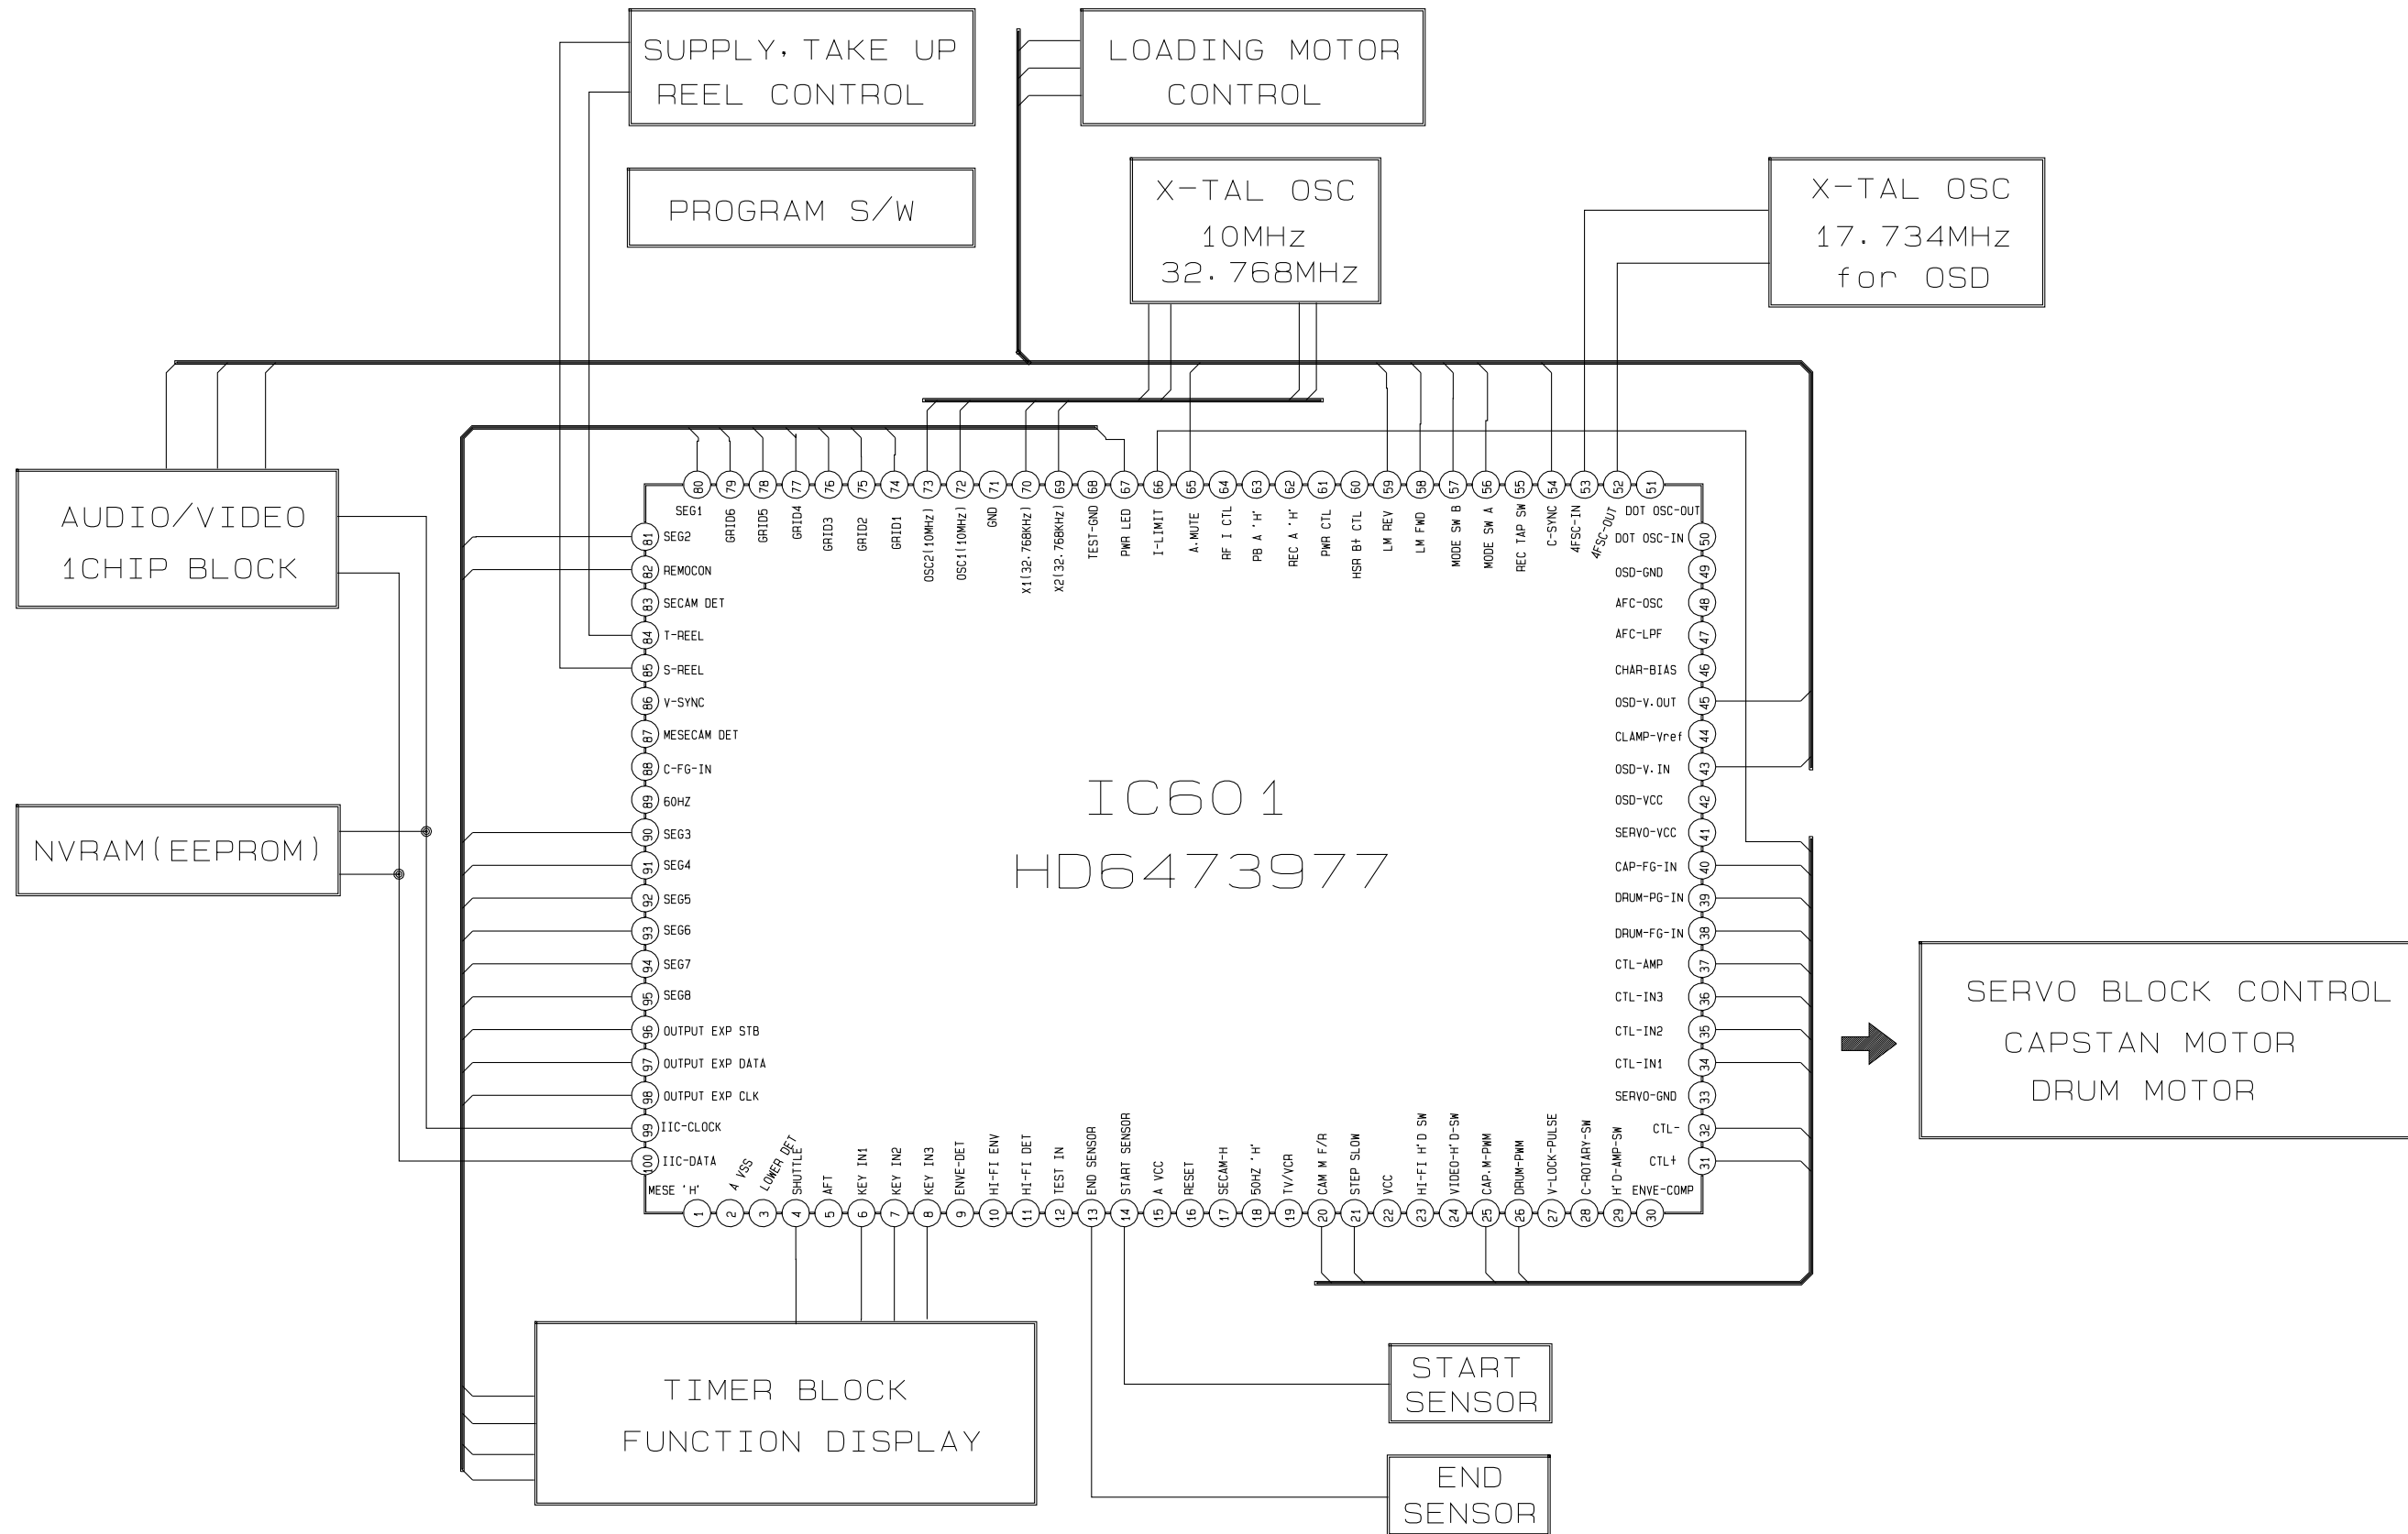 SUPPLY, TAKE UP
REEL CONTROL
LOADING MOTOR
CONTROL
PROGRAM S/W
X-TAL OSC
10MHz
32.768MHz
X-TAL OSC
17.734MHz
for OSD
AUDIO/VIDEO
1CHIP BLOCK
NVRAM(EEPROM)
IC601
HD6473977
80 SEG1
79 GRID6
78 GRID5
77 GRID4
76 GRID3
75 GRID2
74 GRID1
73 OSC2(10MHz)
72 OSC1(10MHz)
71 GND
70 X1(32.768KHz)
69 X2(32.768KHz)
68 TEST-GND
67 PWR LED
66 I-LIMIT
65 A.MUTE
64 RF I CTL
63 PB A 'H'
62 REC A 'H'
61 PWR CTL
60 HSR B+ CTL
59 LM REV
58 LM FWD
57 MODE SW B
56 MODE SW A
55 REC TAP SW
54 C-SYNC
53 4FSC-IN
52 4FSC-OUT
51 DOT OSC-OUT
81 SEG2
82 REMOCON
83 SECAM DET
84 T-REEL
85 S-REEL
86 V-SYNC
87 MESECAM DET
88 C-FG-IN
89 60HZ
90 SEG3
91 SEG4
92 SEG5
93 SEG6
94 SEG7
95 SEG8
96 OUTPUT EXP STB
97 OUTPUT EXP DATA
98 OUTPUT EXP CLK
99 IIC-CLOCK
100 IIC-DATA
DOT OSC-IN 50
OSD-GND 49
AFC-OSC 48
AFC-LPF 47
CHAR-BIAS 46
OSD-V.OUT 45
CLAMP-Vref 44
OSD-V.IN 43
OSD-VCC 42
SERVO-VCC 41
CAP-FG-IN 40
DRUM-PG-IN 39
DRUM-FG-IN 38
CTL-AMP 37
CTL-IN3 36
CTL-IN2 35
CTL-IN1 34
SERVO-GND 33
CTL- 32
CTL+ 31
MESE 'H' 1
A VSS 2
LOWER DET 3
SHUTTLE 4
AFT 5
KEY IN1 6
KEY IN2 7
KEY IN3 8
ENVE-DET 9
HI-FI ENV 10
HI-FI DET 11
TEST IN 12
END SENSOR 13
START SENSOR 14
A VCC 15
RESET 16
SECAM-H 17
50HZ 'H' 18
TV/VCR 19
CAM M F/R 20
STEP SLOW 21
VCC 22
HI-FI H'D SW 23
VIDEO-H'D-SW 24
CAP.M-PWM 25
DRUM-PWM 26
V-LOCK-PULSE 27
C-ROTARY-SW 28
H'D-AMP-SW 29
ENVE-COMP 30
SERVO BLOCK CONTROL
CAPSTAN MOTOR
DRUM MOTOR
TIMER BLOCK
FUNCTION DISPLAY
START
SENSOR
END
SENSOR